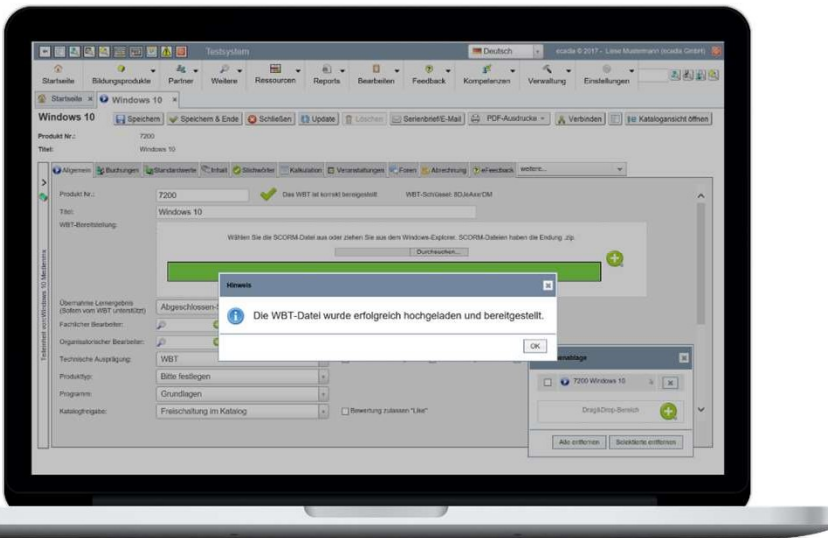 Testsystem Deutsch ecadia © 2017 - Liese Mustermann (scadia GmbH)
Startseite Bildungsprodukte Partner Weitere Ressourcen Reports Bearbeiten Feedback Kompetenzen Verwaltung Einstellungen
Startseite × Windows 10 ×
Windows 10 Speichern Speichern & Ende Schließen Update Löschen Serienbrief/E-Mail PDF-Ausdrucke Verbinden Katalogansicht öffnen
Produkt Nr.: 7200
Titel: Windows 10
Allgemein Buchungen Standardwerte Inhalt Stichwörter Kalkulation Veranstaltungen Foren Abrechnung eFeedback weitere...
Produkt Nr.: 7200 Das WBT ist korrekt bereitgestellt WBT-Schlüssel:
Titel: Windows 10
WBT-Bereitstellung:
Wählen Sie die SCORM-Datei aus oder ziehen Sie aus dem Windows-Explorer. SCORM-Dateien haben die Endung .zip.
Durchsuchen...
Hinweis
Die WBT-Datei wurde erfolgreich hochgeladen und bereitgestellt.
OK
Übernahme Lernergebnis
(Sofern vom WBT unterstützt)
Fachlicher Bearbeiter:
Organisatorischer Bearbeiter:
Technische Ausprägung: WBT
Produkttyp: Bitte festlegen
Programm: Grundlagen
Katalogfreigabe: Freischaltung im Katalog Bewertung zulassen "Like"
7200 Windows 10
Drag&Drop-Bereich
Alle entfernen Selektierte entfernen